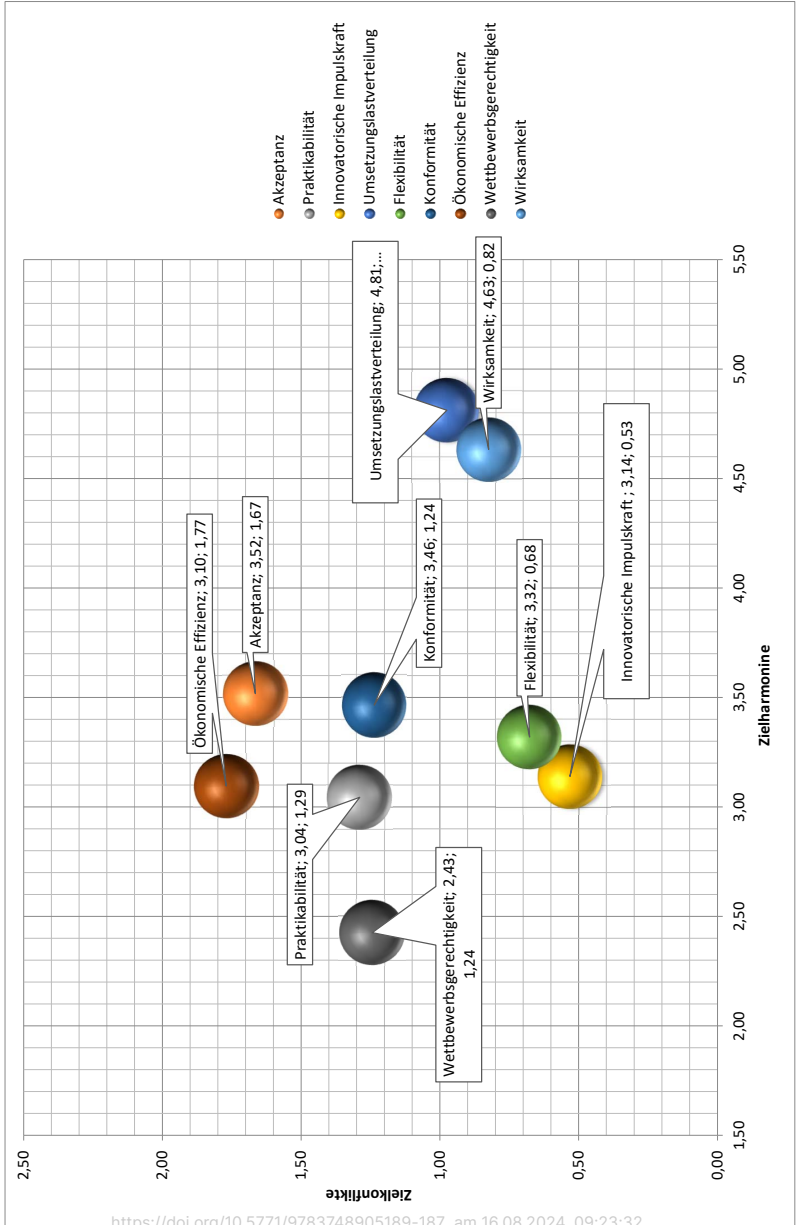 2,50
2,00
1,50
1,00
0,50
0,00
Zielkonflikte
1,50
2,00
2,50
3,00
3,50
4,00
4,50
5,00
5,50
Zielharmonine
Ökonomische Effizienz; 3,10; 1,77
Akzeptanz; 3,52; 1,67
Praktikabilität; 3,04; 1,29
Konformität; 3,46; 1,24
Wettbewerbsgerechtigkeit; 2,43;
1,24
Umsetzungslastverteilung; 4,81;...
Wirksamkeit; 4,63; 0,82
Flexibilität; 3,32; 0,68
Innovatorische Impulskraft ; 3,14; 0,53
Akzeptanz
Praktikabilität
Innovatorische Impulskraft
Umsetzungslastverteilung
Flexibilität
Konformität
Ökonomische Effizienz
Wettbewerbsgerechtigkeit
Wirksamkeit
https://doi.org/10.5771/9783748905189-187, am 16.08.2024, 09:23:32